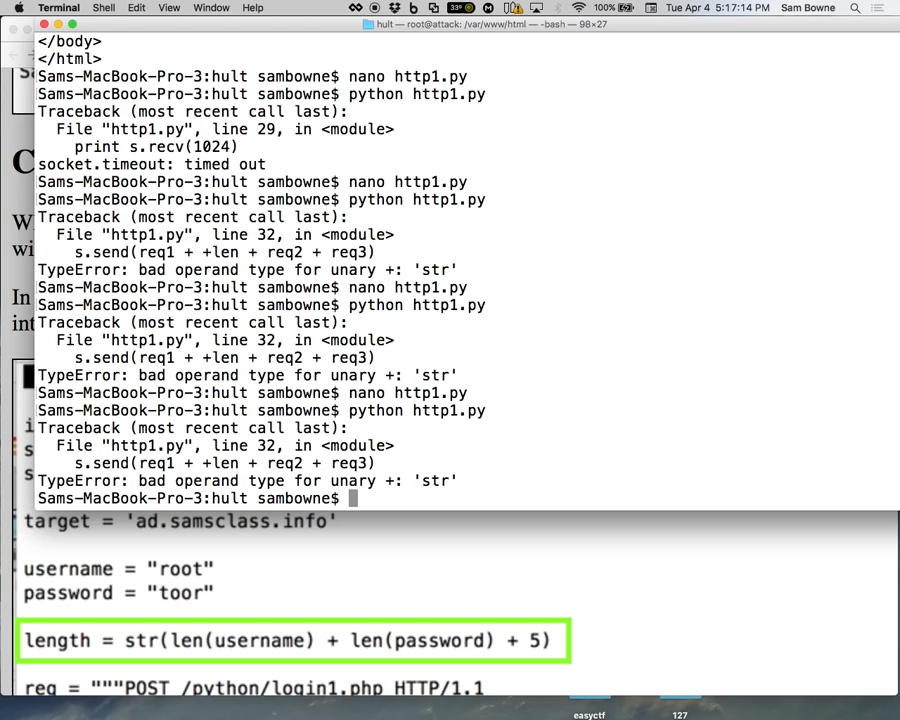 Terminal Shell Edit View Window Help 33° 100% Tue Apr 4 5:17:14 PM Sam Bowne
hult — root@attack: /var/www/html — -bash — 98×27
</body>
</html>
Sams-MacBook-Pro-3:hult sambowne$ nano http1.py
Sams-MacBook-Pro-3:hult sambowne$ python http1.py
Traceback (most recent call last):
  File "http1.py", line 29, in <module>
    print s.recv(1024)
socket.timeout: timed out
Sams-MacBook-Pro-3:hult sambowne$ nano http1.py
Sams-MacBook-Pro-3:hult sambowne$ python http1.py
Traceback (most recent call last):
  File "http1.py", line 32, in <module>
    s.send(req1 + +len + req2 + req3)
TypeError: bad operand type for unary +: 'str'
Sams-MacBook-Pro-3:hult sambowne$ nano http1.py
Sams-MacBook-Pro-3:hult sambowne$ python http1.py
Traceback (most recent call last):
  File "http1.py", line 32, in <module>
    s.send(req1 + +len + req2 + req3)
TypeError: bad operand type for unary +: 'str'
Sams-MacBook-Pro-3:hult sambowne$ nano http1.py
Sams-MacBook-Pro-3:hult sambowne$ python http1.py
Traceback (most recent call last):
  File "http1.py", line 32, in <module>
    s.send(req1 + +len + req2 + req3)
TypeError: bad operand type for unary +: 'str'
Sams-MacBook-Pro-3:hult sambowne$
In
target = 'ad.samsclass.info'
username = "root"
password = "toor"
length = str(len(username) + len(password) + 5)
req = """POST /python/login1.php HTTP/1.1
easyctf 127